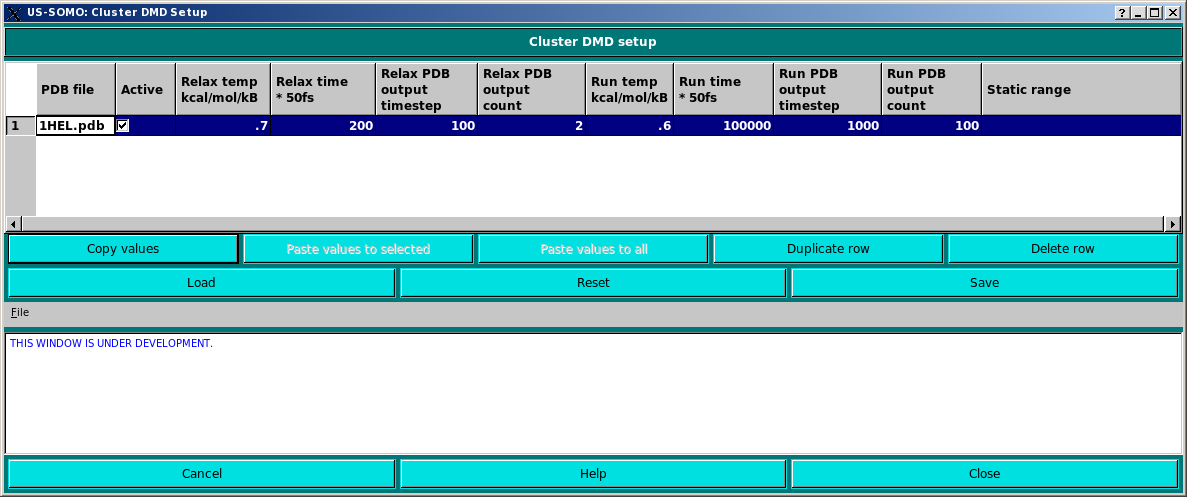 US-SOMO: Cluster DMD Setup
Cluster DMD setup
PDB file Active Relax temp kcal/mol/kB Relax time * 50fs Relax PDB output timestep Relax PDB output count Run temp kcal/mol/kB Run time * 50fs Run PDB output timestep Run PDB output count Static range
1 1HEL.pdb .7 200 100 2 .6 100000 1000 100
Copy values Paste values to selected Paste values to all Duplicate row Delete row
Load Reset Save
File
THIS WINDOW IS UNDER DEVELOPMENT.
Cancel Help Close